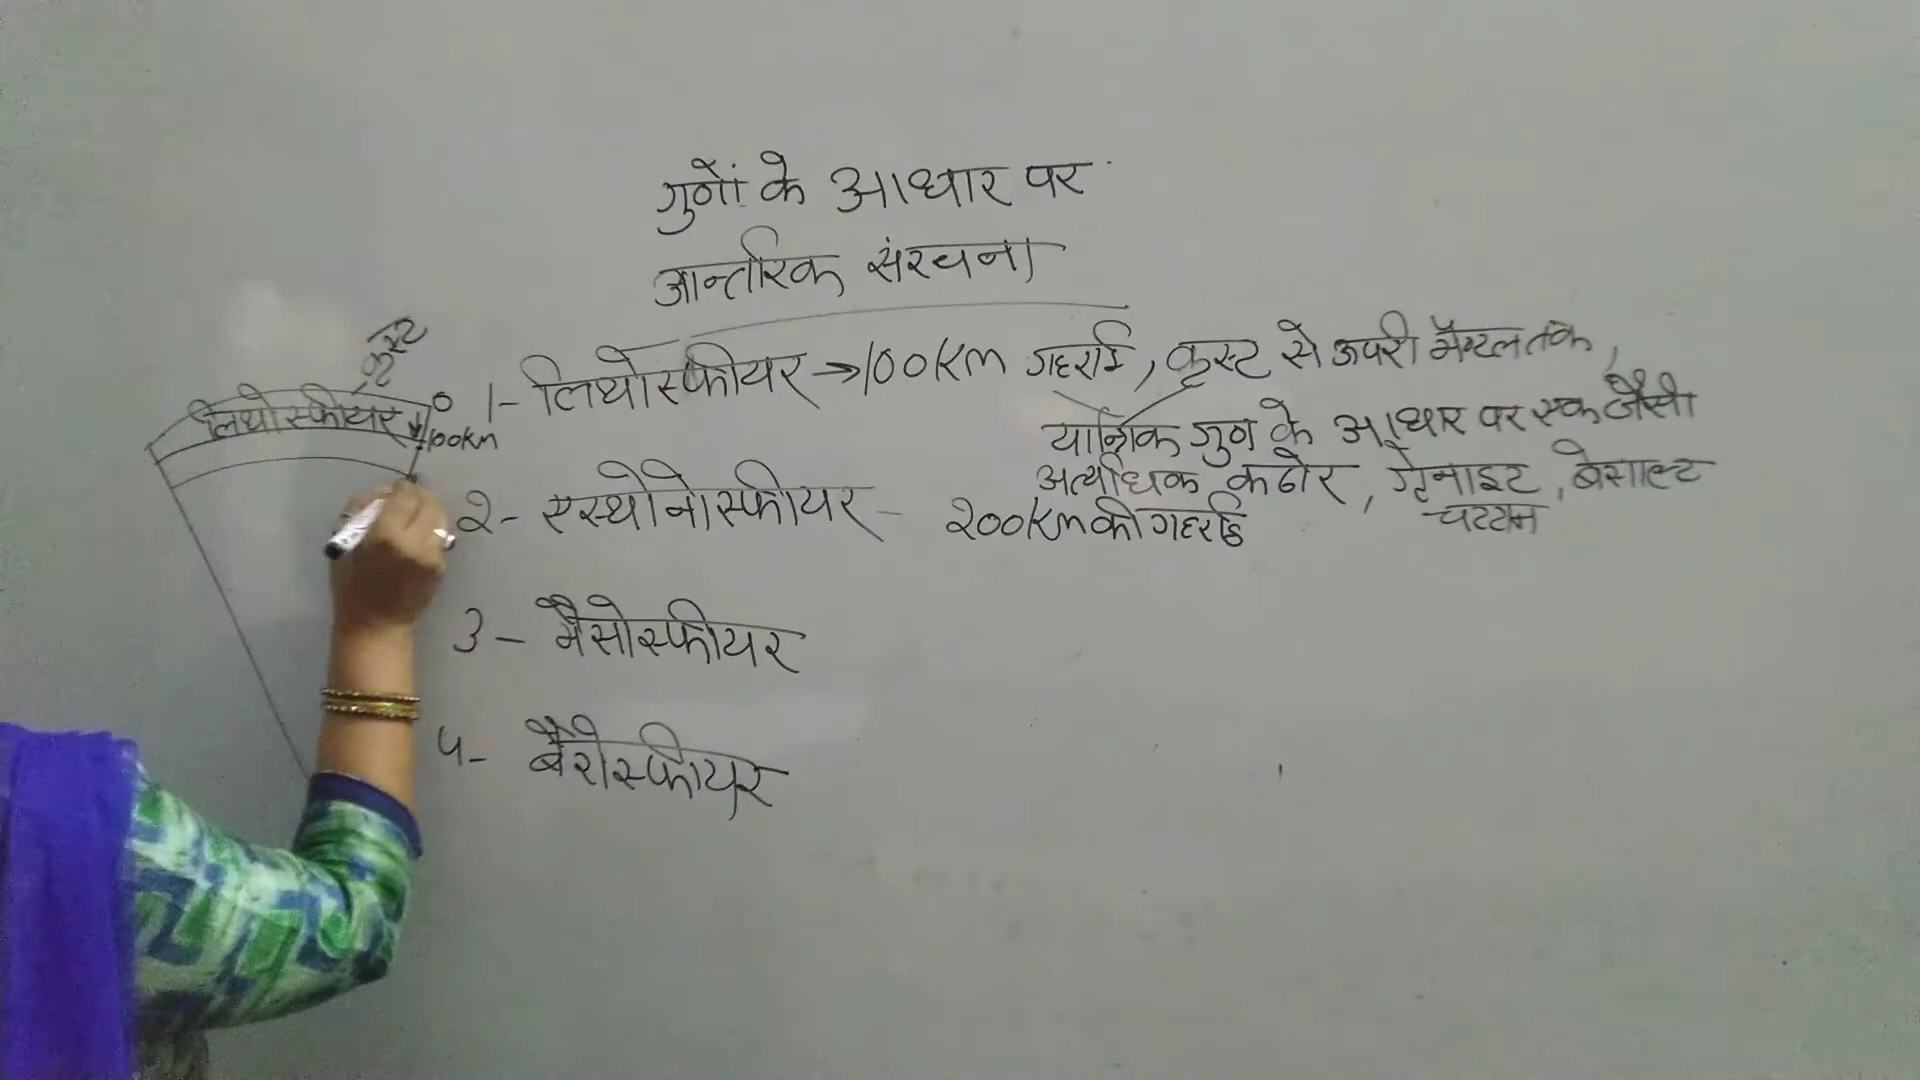 गुणों के आधार पर
आन्तरिक संरचना
क्रस्ट
लिथोस्फीयर
0
100km
1- लिथोस्फीयर → 100km गहराई, क्रस्ट से ऊपरी मैण्टल तक,
यान्त्रिक गुण के आधार पर एक जैसी
अत्यधिक कठोर, ग्रेनाइट, बेसाल्ट
चट्टान
2- एस्थेनोस्फीयर - 200km की गहराई
3- मैसोस्फीयर
4- बैरोस्फीयर